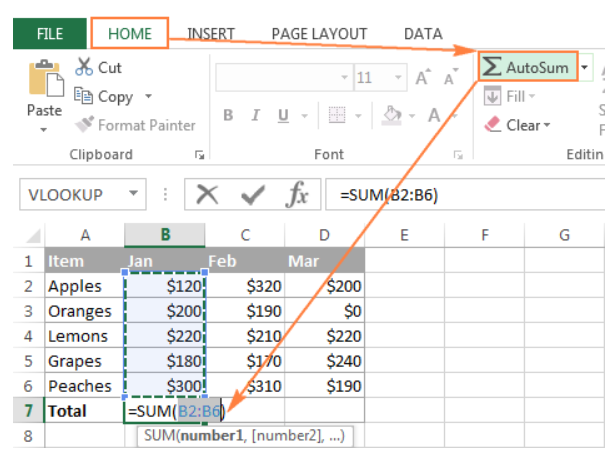 FILE HOME INSERT PAGE LAYOUT DATA
Cut
Copy
Paste
Format Painter
Clipboard
11 A A
B I U A
Font
Σ AutoSum
Fill
Clear
Editin
VLOOKUP fx =SUM(B2:B6)
A B C D E F G
1 Item Jan Feb Mar
2 Apples $120 $320 $200
3 Oranges $200 $190 $0
4 Lemons $220 $210 $220
5 Grapes $180 $170 $240
6 Peaches $300 $310 $190
7 Total =SUM(B2:B6)
8 SUM(number1, [number2], ...)